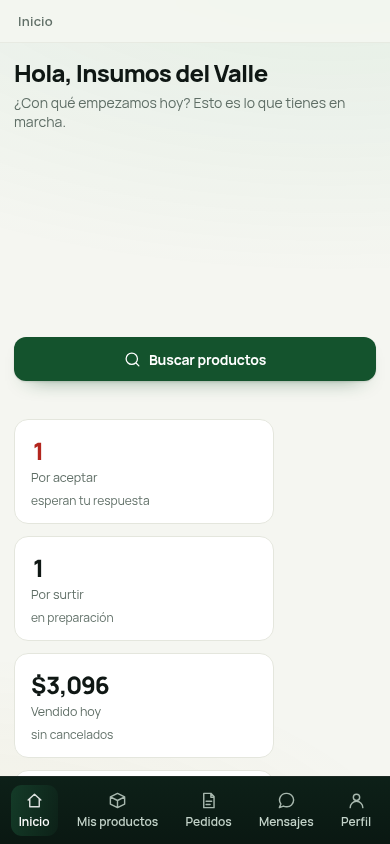 Inicio
Hola, Insumos del Valle
¿Con qué empezamos hoy? Esto es lo que tienes en
marcha.
Buscar productos
1
Por aceptar
esperan tu respuesta
1
Por surtir
en preparación
$3,096
Vendido hoy
sin cancelados
Inicio
Mis productos
Pedidos
Mensajes
Perfil